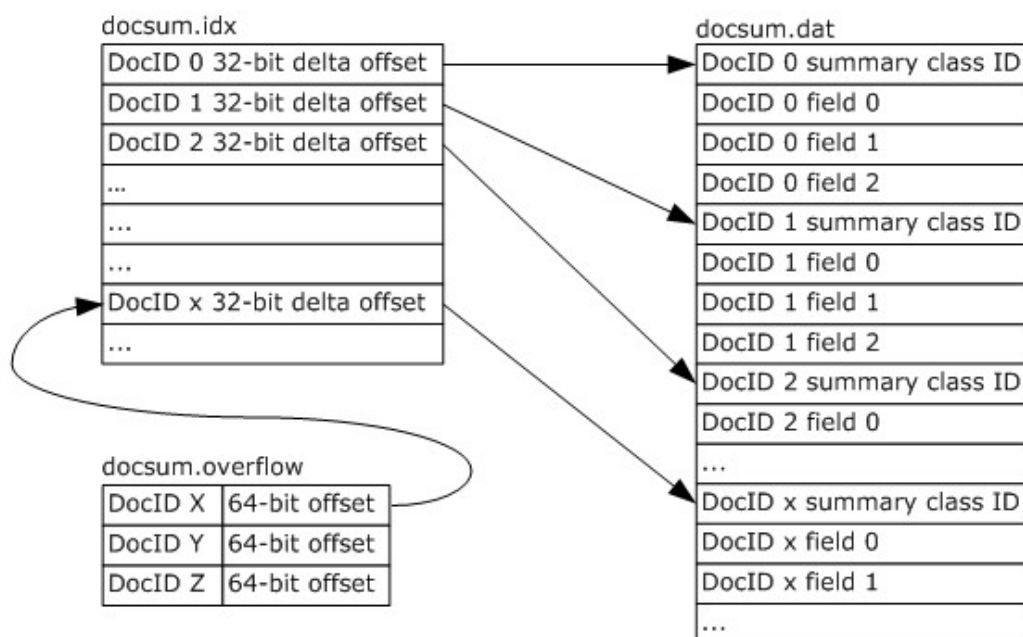 docsum.idx
DocID 0 32-bit delta offset
DocID 1 32-bit delta offset
DocID 2 32-bit delta offset
...
...
...
DocID x 32-bit delta offset
...
docsum.overflow
DocID X 64-bit offset
DocID Y 64-bit offset
DocID Z 64-bit offset
docsum.dat
DocID 0 summary class ID
DocID 0 field 0
DocID 0 field 1
DocID 0 field 2
DocID 1 summary class ID
DocID 1 field 0
DocID 1 field 1
DocID 1 field 2
DocID 2 summary class ID
DocID 2 field 0
...
DocID x summary class ID
DocID x field 0
DocID x field 1
...